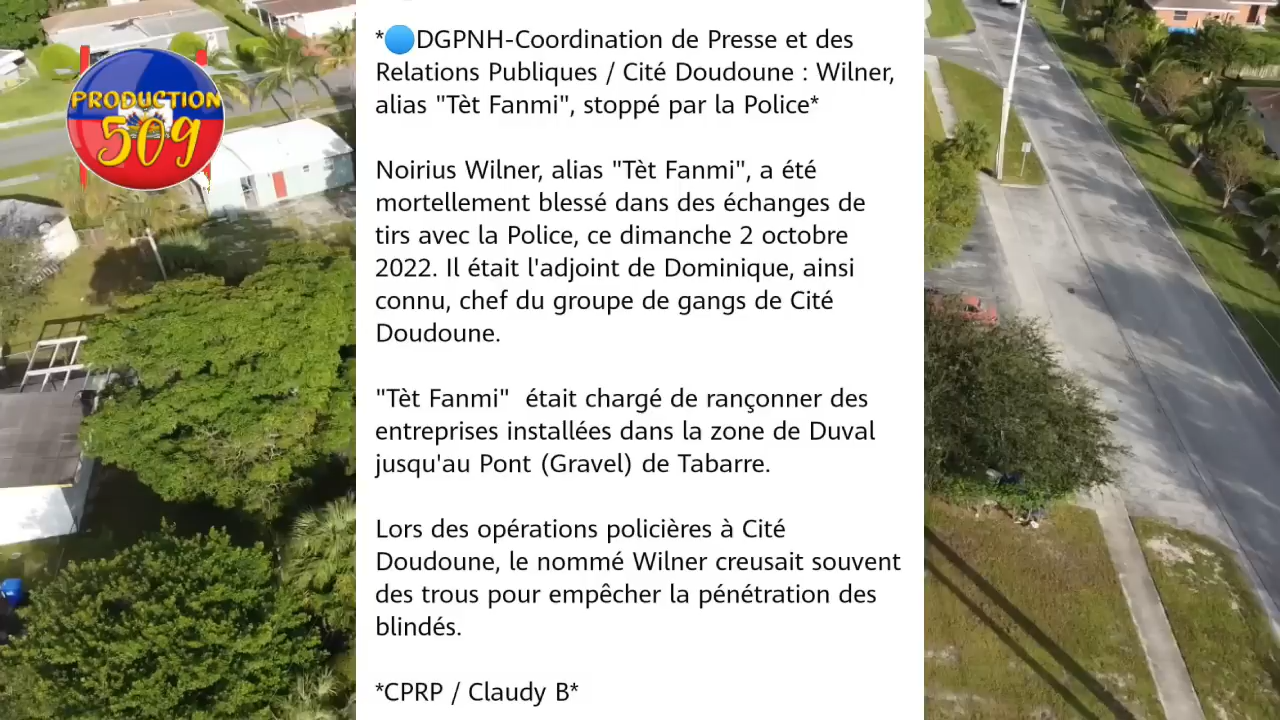 PRODUCTION
509
*🔵DGPNH-Coordination de Presse et des
Relations Publiques / Cité Doudoune : Wilner,
alias "Tèt Fanmi", stoppé par la Police*
Noirius Wilner, alias "Tèt Fanmi", a été
mortellement blessé dans des échanges de
tirs avec la Police, ce dimanche 2 octobre
2022. Il était l'adjoint de Dominique, ainsi
connu, chef du groupe de gangs de Cité
Doudoune.
"Tèt Fanmi"  était chargé de rançonner des
entreprises installées dans la zone de Duval
jusqu'au Pont (Gravel) de Tabarre.
Lors des opérations policières à Cité
Doudoune, le nommé Wilner creusait souvent
des trous pour empêcher la pénétration des
blindés.
*CPRP / Claudy B*